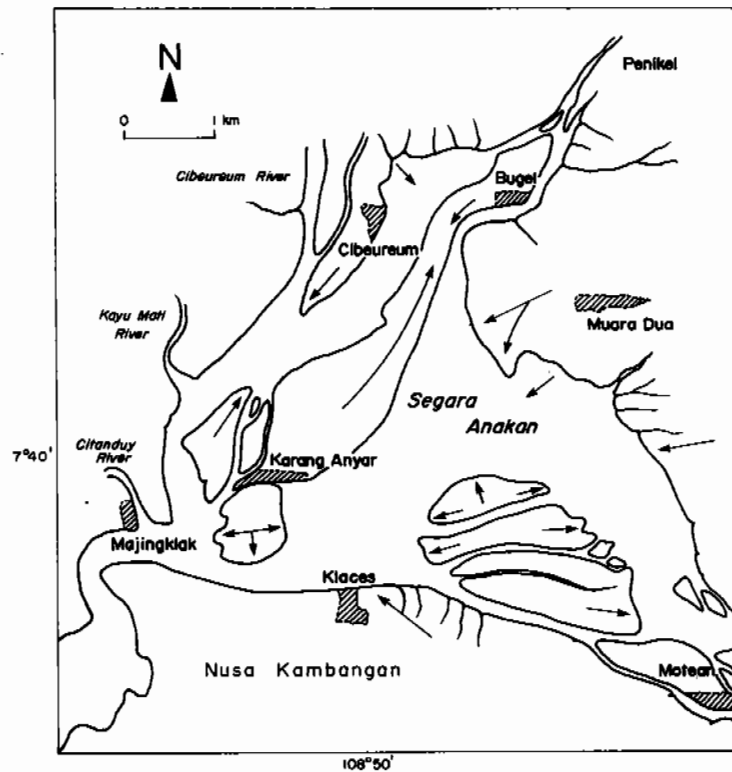 N
0 1 km
Penikel
Cibeureum River
Bugel
Cibeureum
Kayu Mati
River
Muara Dua
Segara
Anakan
Citanduy
River
7°40'
Karang Anyar
Majingklak
Klaces
Nusa Kambangan
Motean
108°50'